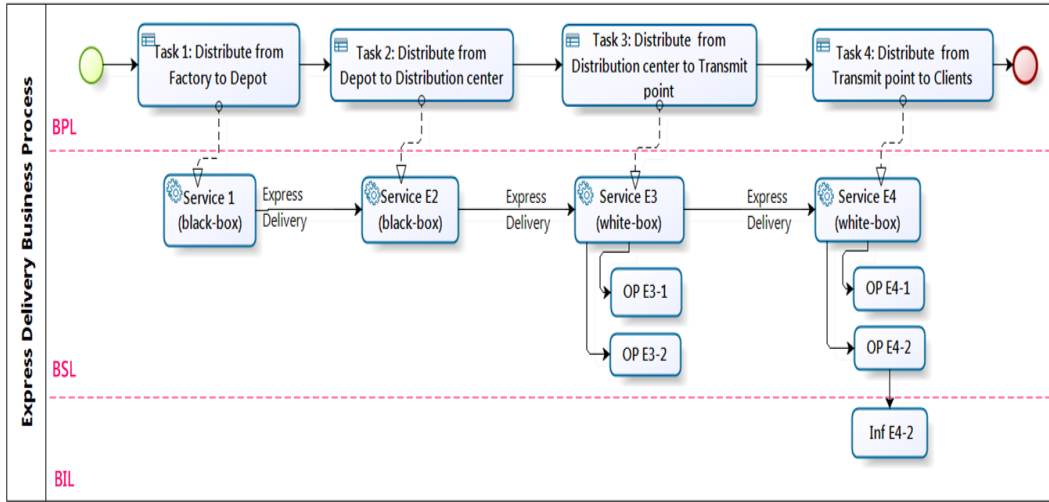 Express Delivery Business Process
Task 1: Distribute from
Factory to Depot
Task 2: Distribute from
Depot to Distribution center
Task 3: Distribute from
Distribution center to Transmit
point
Task 4: Distribute from
Transmit point to Clients
BPL
Service 1
(black-box)
Express
Delivery
Service E2
(black-box)
Express
Delivery
Service E3
(white-box)
Express
Delivery
Service E4
(white-box)
OP E3-1
OP E4-1
OP E3-2
OP E4-2
BSL
Inf E4-2
BIL